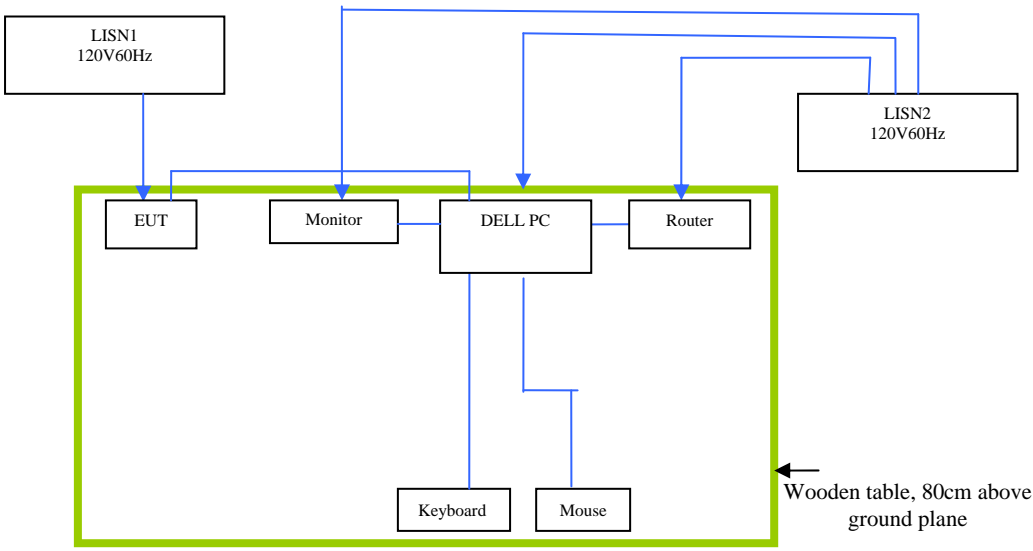 LISN1
120V60Hz
LISN2
120V60Hz
EUT
Monitor
DELL PC
Router
Keyboard
Mouse
Wooden table, 80cm above
ground plane